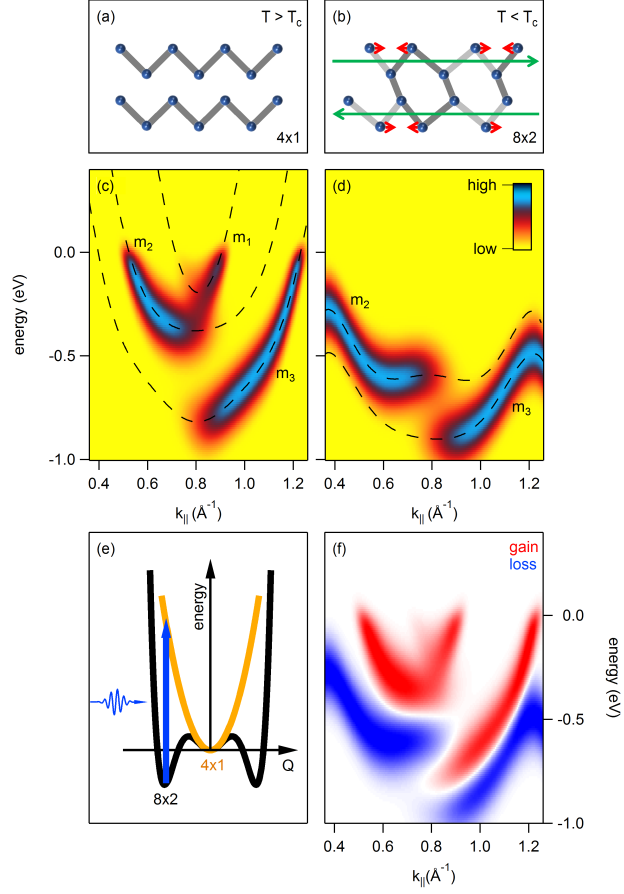 (a) T > Tc
4x1
(b) T < Tc
8x2
(c)
m2
m1
m3
0.0
-0.5
-1.0
energy (eV)
0.4 0.6 0.8 1.0 1.2
k|| (Å-1)
(d)
high
low
m2
m3
0.4 0.6 0.8 1.0 1.2
k|| (Å-1)
(e)
energy
Q
4x1
8x2
(f)
gain
loss
0.0
-0.5
-1.0
energy (eV)
0.4 0.6 0.8 1.0 1.2
k|| (Å-1)